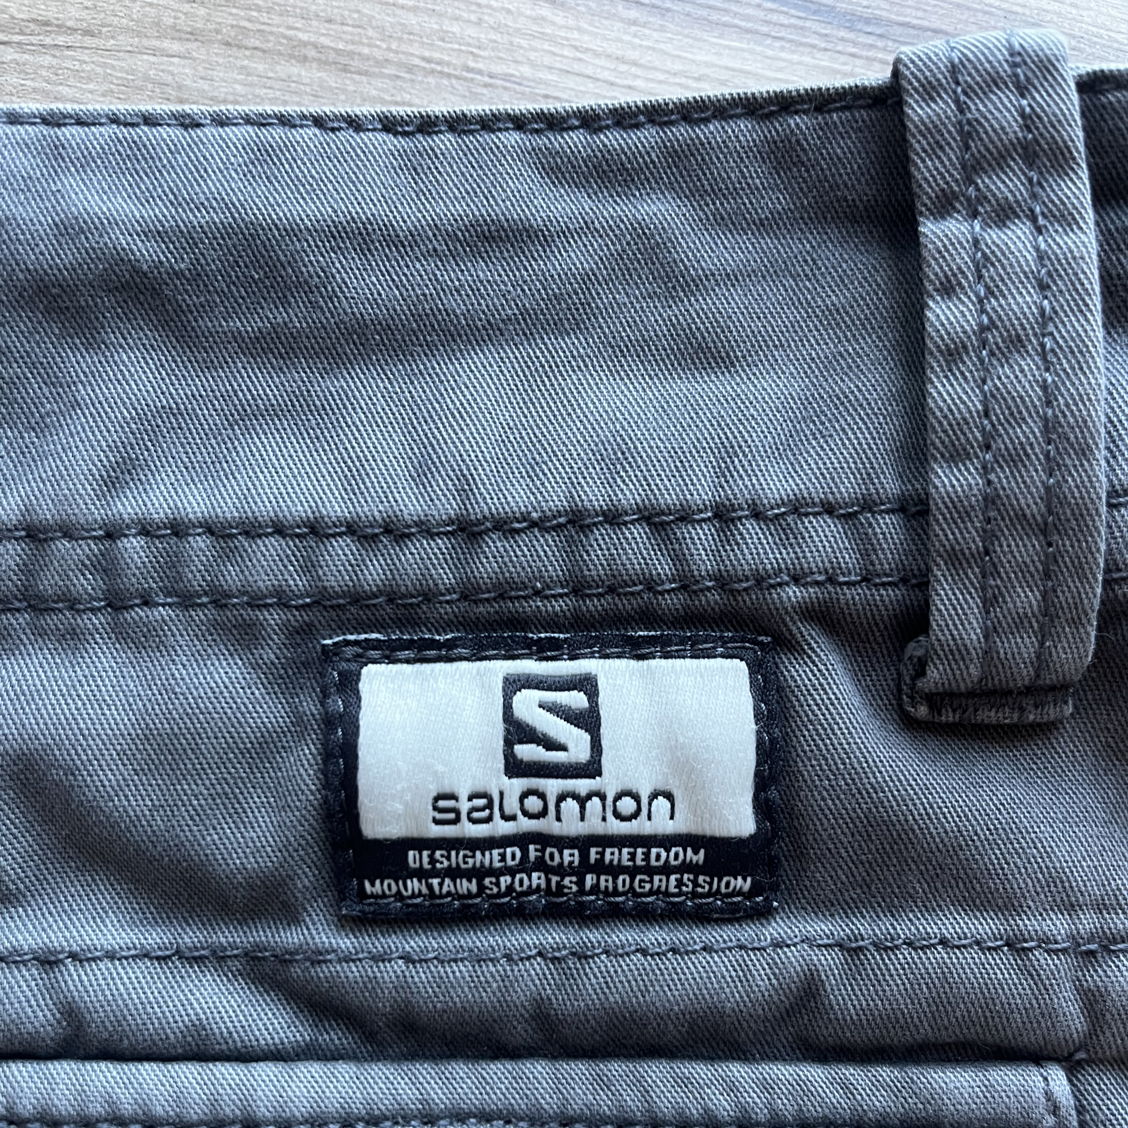 S
salomon
DESIGNED FOR FREEDOM
MOUNTAIN SPORTS PROGRESSION